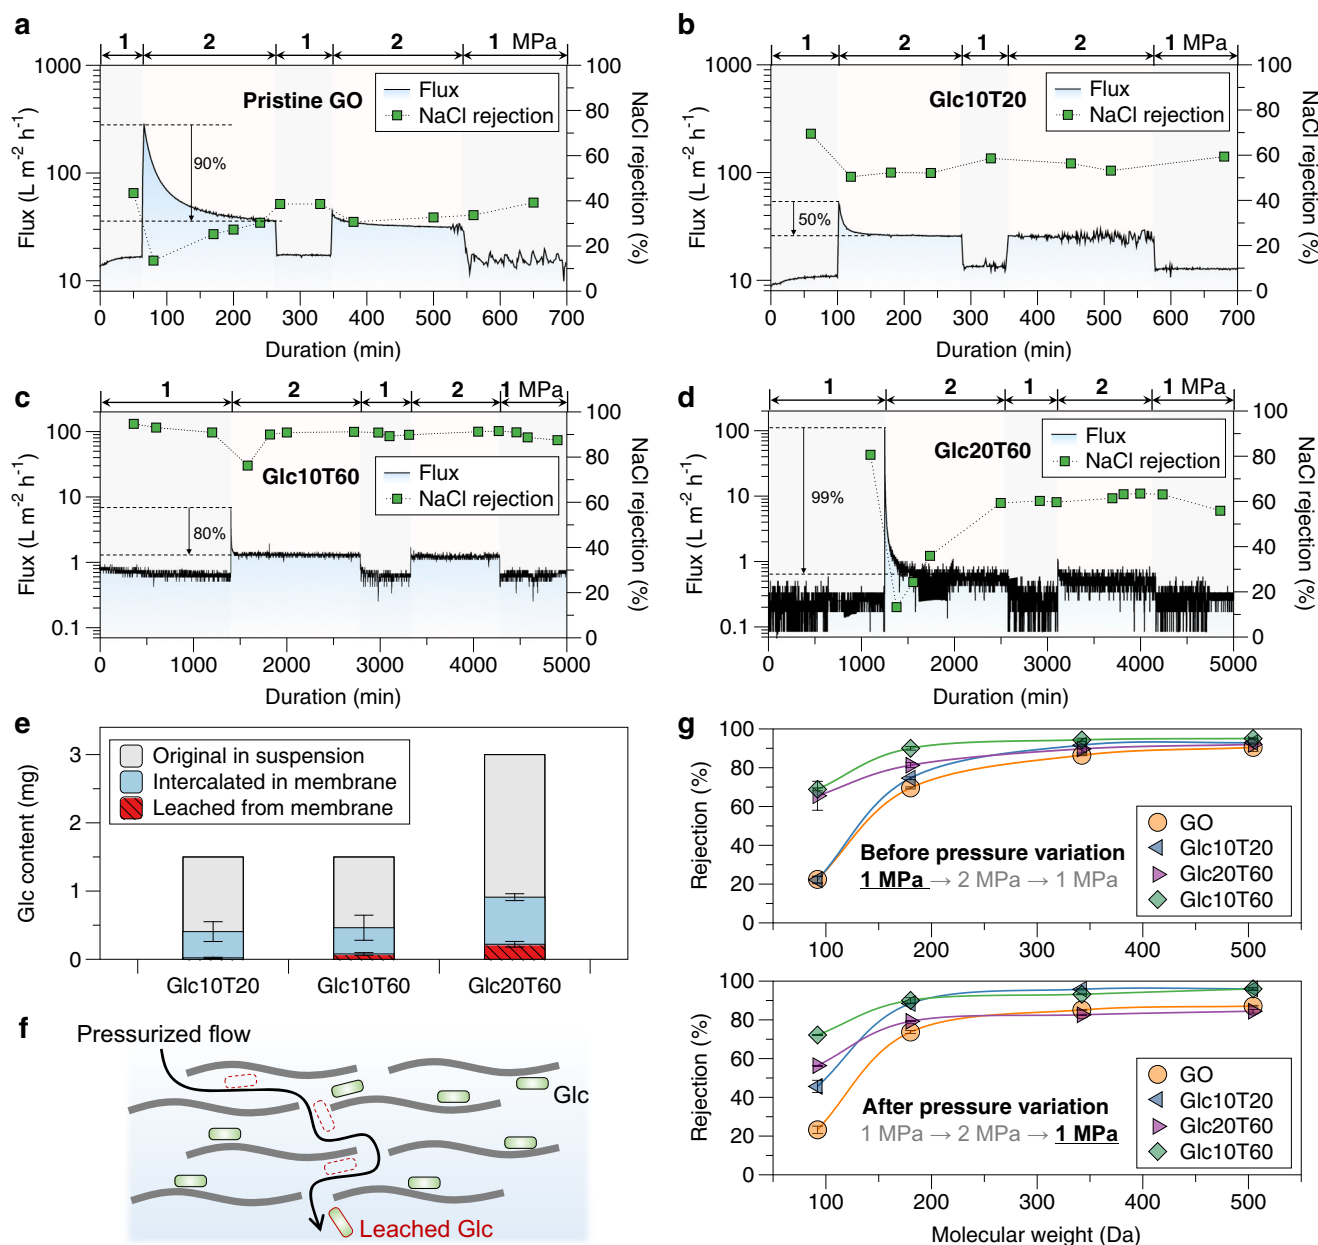 a
1 2 1 2 1 MPa
1000
100
10
Flux (L m⁻² h⁻¹)
Pristine GO
Flux
NaCl rejection
90%
100
80
60
40
20
0
NaCl rejection (%)
0 100 200 300 400 500 600 700
Duration (min)
b
1 2 1 2 1 MPa
1000
100
10
Flux (L m⁻² h⁻¹)
Glc10T20
Flux
NaCl rejection
50%
100
80
60
40
20
0
NaCl rejection (%)
0 100 200 300 400 500 600 700
Duration (min)
c
1 2 1 2 1 MPa
100
10
1
0.1
Flux (L m⁻² h⁻¹)
Glc10T60
Flux
NaCl rejection
80%
100
80
60
40
20
0
NaCl rejection (%)
0 1000 2000 3000 4000 5000
Duration (min)
d
1 2 1 2 1 MPa
100
10
1
0.1
Flux (L m⁻² h⁻¹)
Glc20T60
Flux
NaCl rejection
99%
100
80
60
40
20
0
NaCl rejection (%)
0 1000 2000 3000 4000 5000
Duration (min)
e
3
2
1
0
Glc content (mg)
Original in suspension
Intercalated in membrane
Leached from membrane
Glc10T20 Glc10T60 Glc20T60
f
Pressurized flow
Glc
Leached Glc
g
100
80
60
40
20
0
Rejection (%)
Before pressure variation
1 MPa → 2 MPa → 1 MPa
GO
Glc10T20
Glc20T60
Glc10T60
100 200 300 400 500
100
80
60
40
20
0
Rejection (%)
After pressure variation
1 MPa → 2 MPa → 1 MPa
GO
Glc10T20
Glc20T60
Glc10T60
100 200 300 400 500
Molecular weight (Da)